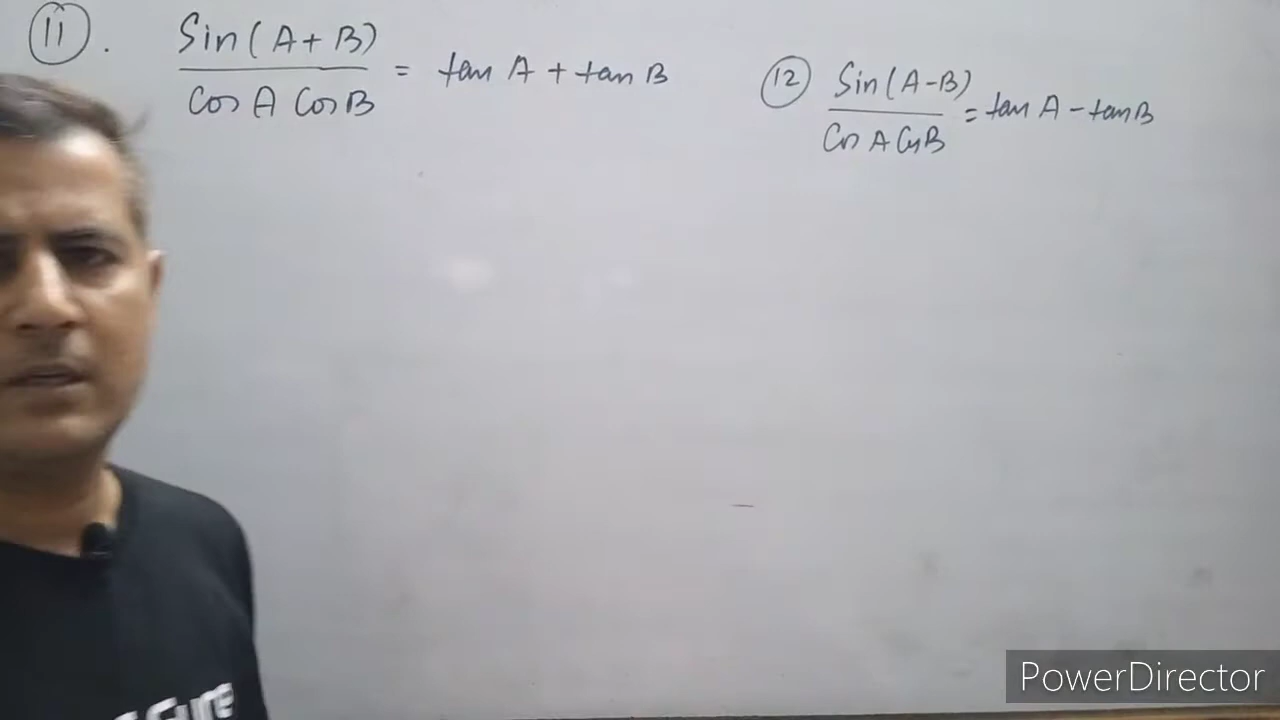 11. Sin(A+B) / Cos A Cos B = tan A + tan B
12 Sin(A-B) / Cos A Cos B = tan A - tan B
PowerDirector